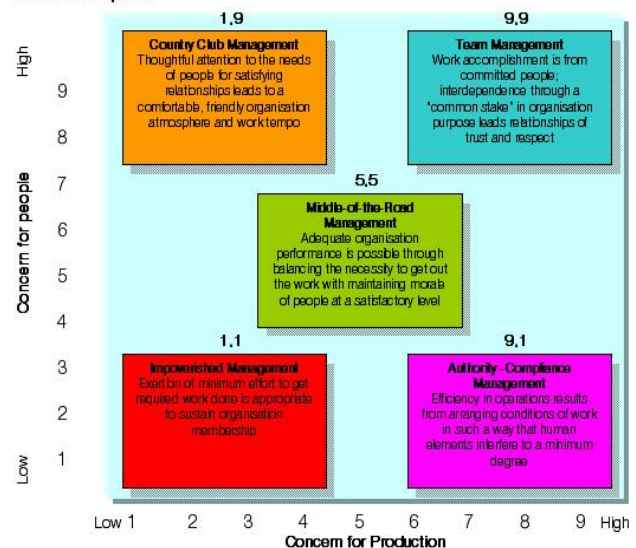 1,9
9,9
Country Club Management
Thoughtful attention to the needs
of people for satisfying
relationships leads to a
comfortable, friendly organisation
atmosphere and work tempo
Team Management
Work accomplishment is from
committed people;
interdependence through a
'common stake' in organisation
purpose leads relationships of
trust and respect
5,5
Middle-of-the-Road
Management
Adequate organisation
performance is possible through
balancing the necessity to get out
the work with maintaining morale
of people at a satisfactory level
1,1
9,1
Impoverished Management
Exertion of minimum effort to get
required work done is appropriate
to sustain organisation
membership
Authority-Compliance
Management
Efficiency in operations results
from arranging conditions of work
in such a way that human
elements interfere to a minimum
degree
High
9
8
7
6
5
4
3
2
1
Low
Concern for people
Low 1 2 3 4 5 6 7 8 9 High
Concern for Production